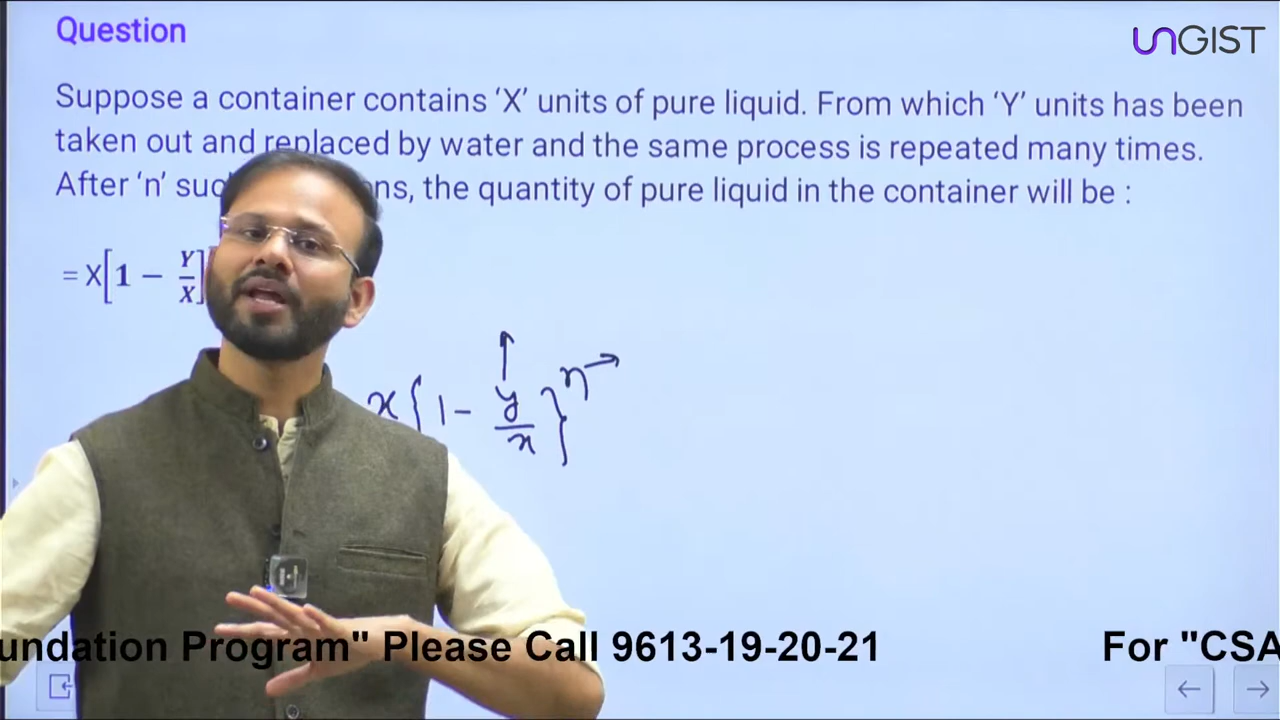 Question
UNGIST
Suppose a container contains ‘X’ units of pure liquid. From which ‘Y’ units has been
taken out and replaced by water and the same process is repeated many times.
After ‘n’ ons, the quantity of pure liquid in the container will be :
= X[1 − Y/X]
x{1 - y/x}^n →
undation Program" Please Call 9613-19-20-21 For "CSA